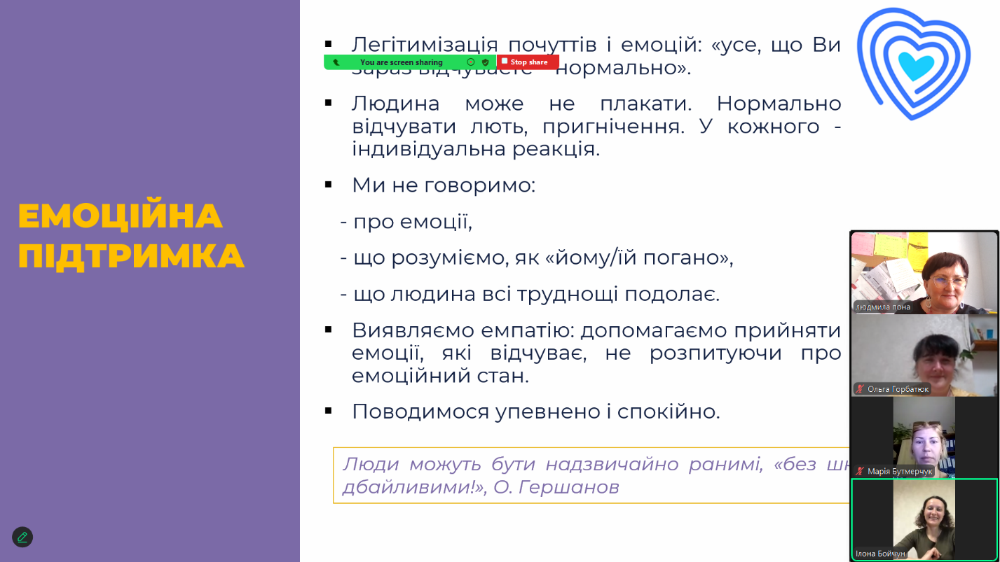 ЕМОЦІЙНА
ПІДТРИМКА
Легітимізація почуттів і емоцій: «усе, що Ви
You are screen sharing
Stop share
зараз відчуваєте – нормально».
Людина може не плакати. Нормально
відчувати лють, пригнічення. У кожного -
індивідуальна реакція.
Ми не говоримо:
- про емоції,
- що розуміємо, як «йому/їй погано»,
- що людина всі труднощі подолає.
Виявляємо емпатію: допомагаємо прийняти
емоції, які відчуває, не розпитуючи про
емоційний стан.
Поводимося упевнено і спокійно.
Люди можуть бути надзвичайно ранимі, «без
дбайливими!», О. Гершанов
людмила пона
Ольга Горбатюк
Марія Бутмерчук
Ілона Бойчун